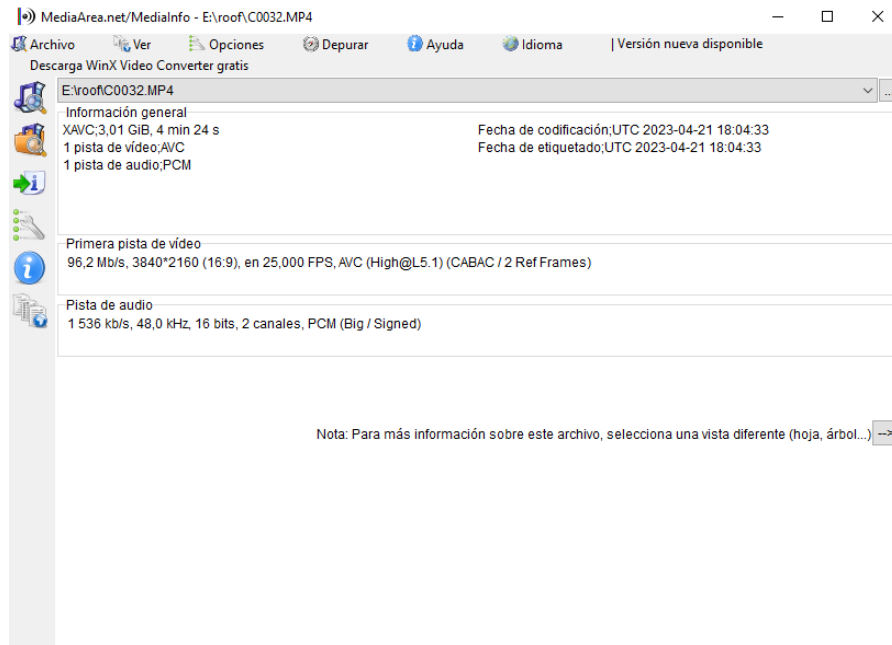 MediaArea.net/MediaInfo - E:\roof\C0032.MP4
Archivo Ver Opciones Depurar Ayuda Idioma | Versión nueva disponible
Descarga WinX Video Converter gratis
E:\roof\C0032.MP4
...
Información general
XAVC;3,01 GiB, 4 min 24 s Fecha de codificación;UTC 2023-04-21 18:04:33
1 pista de vídeo;AVC Fecha de etiquetado;UTC 2023-04-21 18:04:33
1 pista de audio;PCM
Primera pista de vídeo
96,2 Mb/s, 3840*2160 (16:9), en 25,000 FPS, AVC (High@L5.1) (CABAC / 2 Ref Frames)
Pista de audio
1 536 kb/s, 48,0 kHz, 16 bits, 2 canales, PCM (Big / Signed)
Nota: Para más información sobre este archivo, selecciona una vista diferente (hoja, árbol...) -->